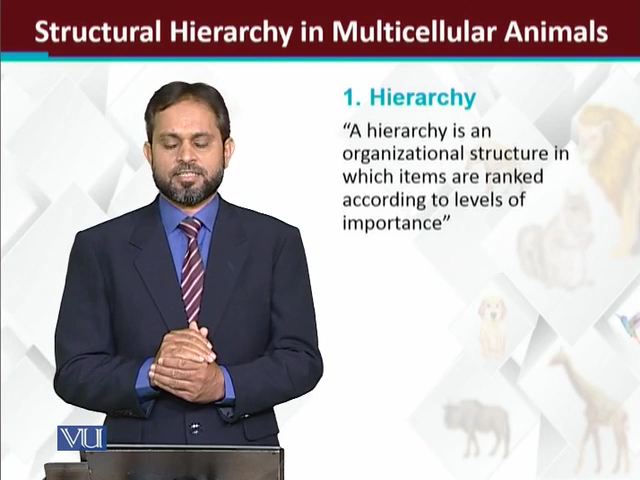 Structural Hierarchy in Multicellular Animals
1. Hierarchy
“A hierarchy is an
organizational structure in
which items are ranked
according to levels of
importance”
VU